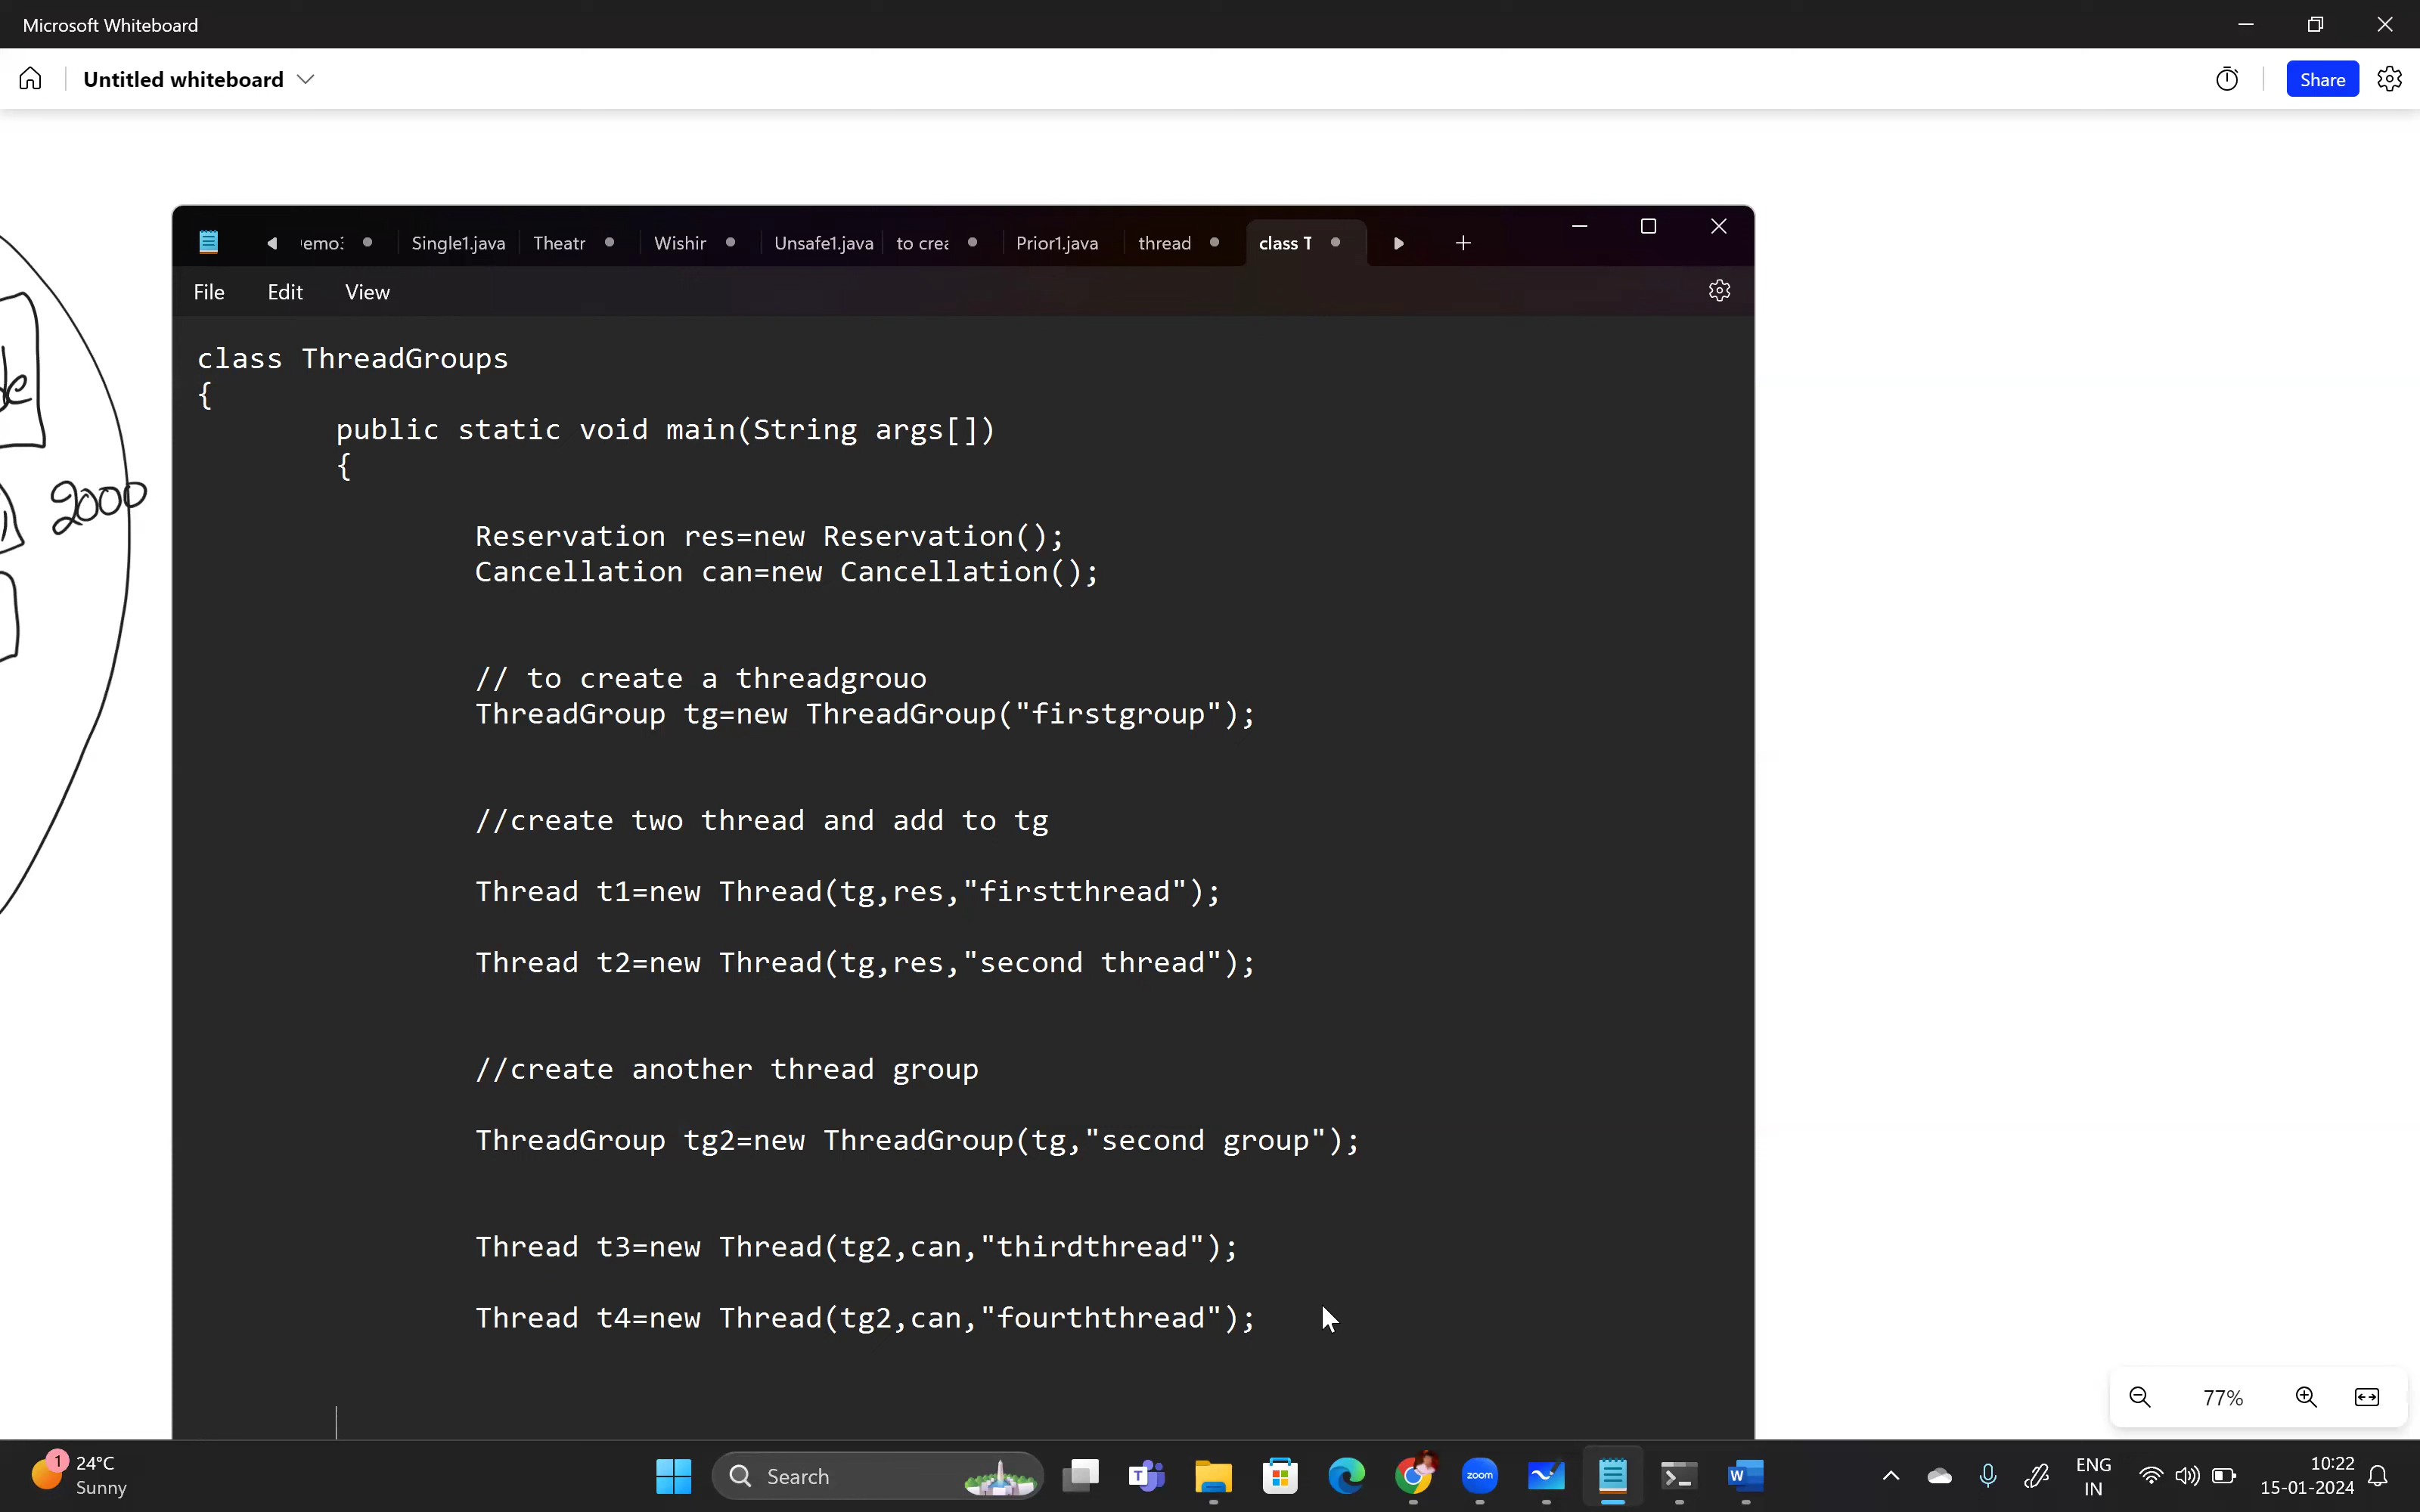 Microsoft Whiteboard
Untitled whiteboard
Share
Single1.java
Theatr
Wishir
Unsafe1.java
to crea
Prior1.java
thread
class T
File Edit View
class ThreadGroups
{
public static void main(String args[])
{
Reservation res=new Reservation();
Cancellation can=new Cancellation();
// to create a threadgrouo
ThreadGroup tg=new ThreadGroup("firstgroup");
//create two thread and add to tg
Thread t1=new Thread(tg,res,"firstthread");
Thread t2=new Thread(tg,res,"second thread");
//create another thread group
ThreadGroup tg2=new ThreadGroup(tg,"second group");
Thread t3=new Thread(tg2,can,"thirdthread");
Thread t4=new Thread(tg2,can,"fourththread");
2000
77%
1
24°C
Sunny
Search
T
zoom
W
ENG
IN
10:22
15-01-2024